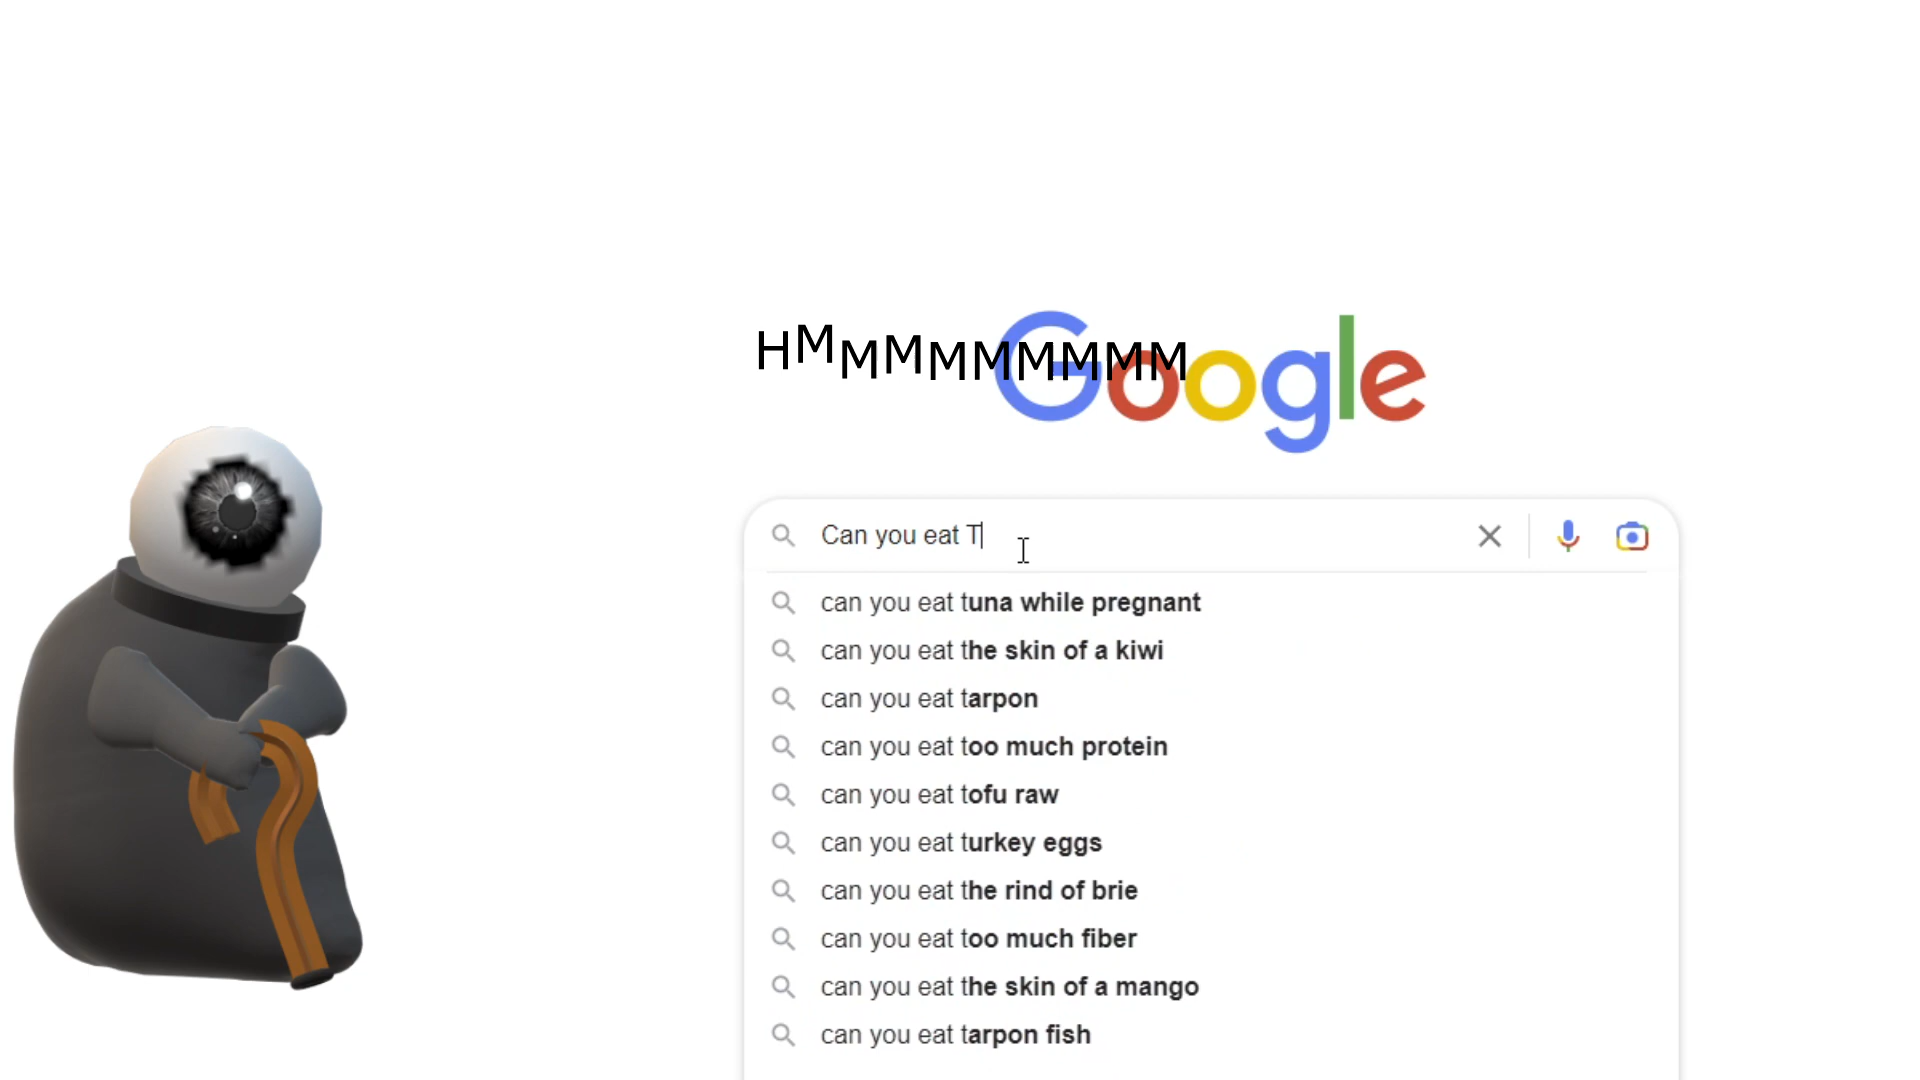 HMMMMMMMMM
Google
Can you eat T
can you eat tuna while pregnant
can you eat the skin of a kiwi
can you eat tarpon
can you eat too much protein
can you eat tofu raw
can you eat turkey eggs
can you eat the rind of brie
can you eat too much fiber
can you eat the skin of a mango
can you eat tarpon fish